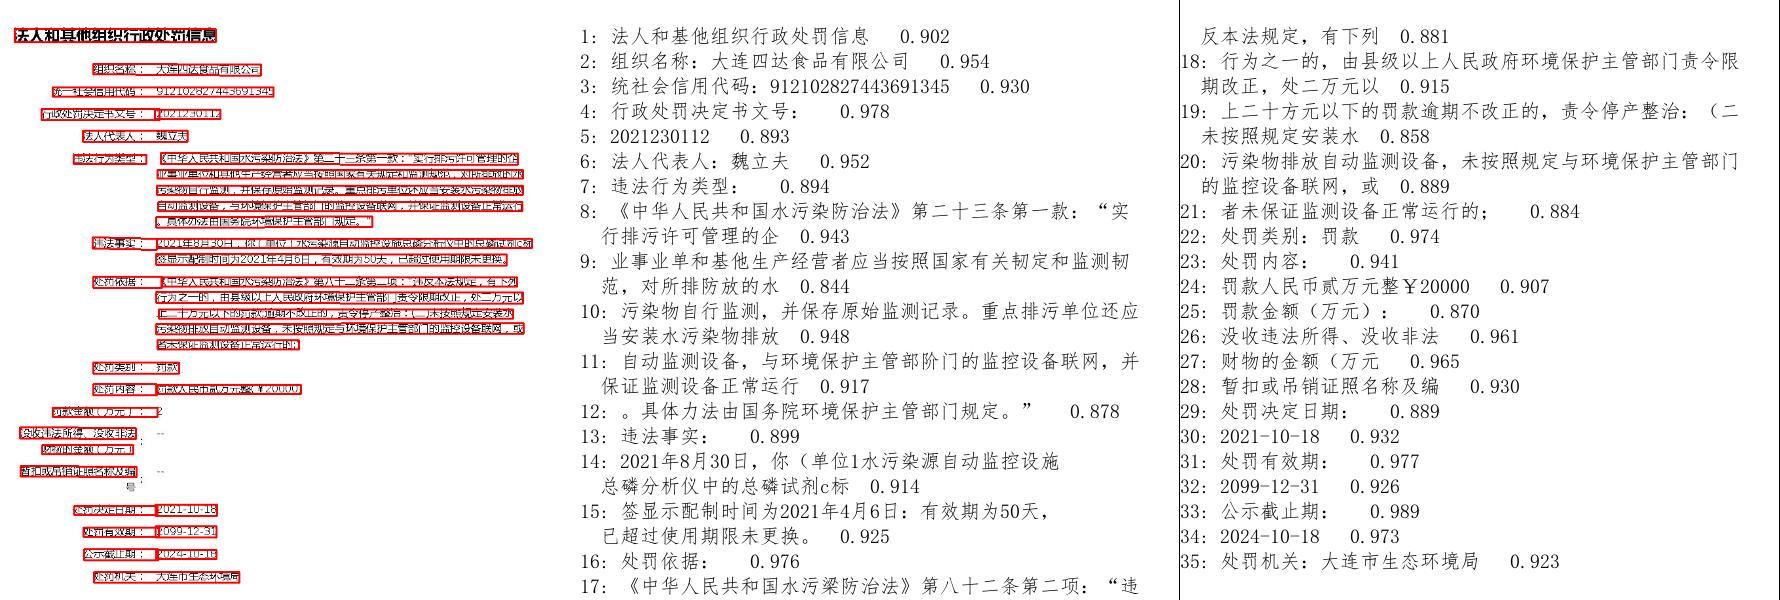 法人和其他组织行政处罚信息
组织名称： 大连四达食品有限公司
统一社会信用代码： 912102827443691345
行政处罚决定书文号： 2021230112
法人代表人： 魏立夫
违法行为类型： 《中华人民共和国水污染防治法》第二十三条第一款：“实行排污许可管理的企
业事业单位和其他生产经营者应当按照国家有关规定和监测规范，对所排放的水
污染物自行监测，并保存原始监测记录。重点排污单位还应当安装水污染物排放
自动监测设备，与环境保护主管部门的监控设备联网，并保证监测设备正常运行
。具体办法由国务院环境保护主管部门规定。”
违法事实： 2021年8月30日，你（单位）水污染源自动监控设施总磷分析仪中的总磷试剂c标
签显示配制时间为2021年4月6日，有效期为50天，已超过使用期限未更换。
处罚依据： 《中华人民共和国水污染防治法》第八十二条第二项：“违反本法规定，有下列
行为之一的，由县级以上人民政府环境保护主管部门责令限期改正，处二万元以
上二十万元以下的罚款;逾期不改正的，责令停产整治：(二)未按照规定安装水
污染物排放自动监测设备，未按照规定与环境保护主管部门的监控设备联网，或
者未保证监测设备正常运行的;
处罚类别： 罚款
处罚内容： 罚款人民币贰万元整(￥20000)
罚款金额（万元）： 2
没收违法所得、没收非法 --
财物的金额（万元） ：
暂扣或吊销证照名称及编 --
号 ：
处罚决定日期： 2021-10-18
处罚有效期： 2099-12-31
公示截止期： 2024-10-18
处罚机关： 大连市生态环境局
1: 法人和基他组织行政处罚信息 0.902
2: 组织名称: 大连四达食品有限公司 0.954
3: 统社会信用代码: 912102827443691345 0.930
4: 行政处罚决定书文号: 0.978
5: 2021230112 0.893
6: 法人代表人: 魏立夫 0.952
7: 违法行为类型: 0.894
8: 《中华人民共和国水污染防治法》第二十三条第一款: “实
行排污许可管理的企 0.943
9: 业事业单和基他生产经营者应当按照国家有关韧定和监测韧
范, 对所排防放的水 0.844
10: 污染物自行监测, 并保存原始监测记录。重点排污单位还应
当安装水污染物排放 0.948
11: 自动监测设备, 与环境保护主管部阶门的监控设备联网, 并
保证监测设备正常运行 0.917
12: 。具体力法由国务院环境保护主管部门规定。” 0.878
13: 违法事实: 0.899
14: 2021年8月30日, 你（单位1水污染源自动监控设施
总磷分析仪中的总磷试剂c标 0.914
15: 签显示配制时间为2021年4月6日: 有效期为50天,
已超过使用期限未更换。 0.925
16: 处罚依据: 0.976
17: 《中华人民共和国水污梁防治法》第八十二条第二项: “违
反本法规定, 有下列 0.881
18: 行为之一的, 由县级以上人民政府环境保护主管部门责令限
期改正, 处二万元以 0.915
19: 上二十方元以下的罚款逾期不改正的, 责令停产整治: （二
未按照规定安装水 0.858
20: 污染物排放自动监测设备, 未按照规定与环境保护主管部门
的监控设备联网, 或 0.889
21: 者未保证监测设备正常运行的; 0.884
22: 处罚类别: 罚款 0.974
23: 处罚内容: 0.941
24: 罚款人民币贰万元整￥20000 0.907
25: 罚款金额（万元）: 0.870
26: 没收违法所得、没收非法 0.961
27: 财物的金额（万元 0.965
28: 暂扣或吊销证照名称及编 0.930
29: 处罚决定日期: 0.889
30: 2021-10-18 0.932
31: 处罚有效期: 0.977
32: 2099-12-31 0.926
33: 公示截止期: 0.989
34: 2024-10-18 0.973
35: 处罚机关: 大连市生态环境局 0.923